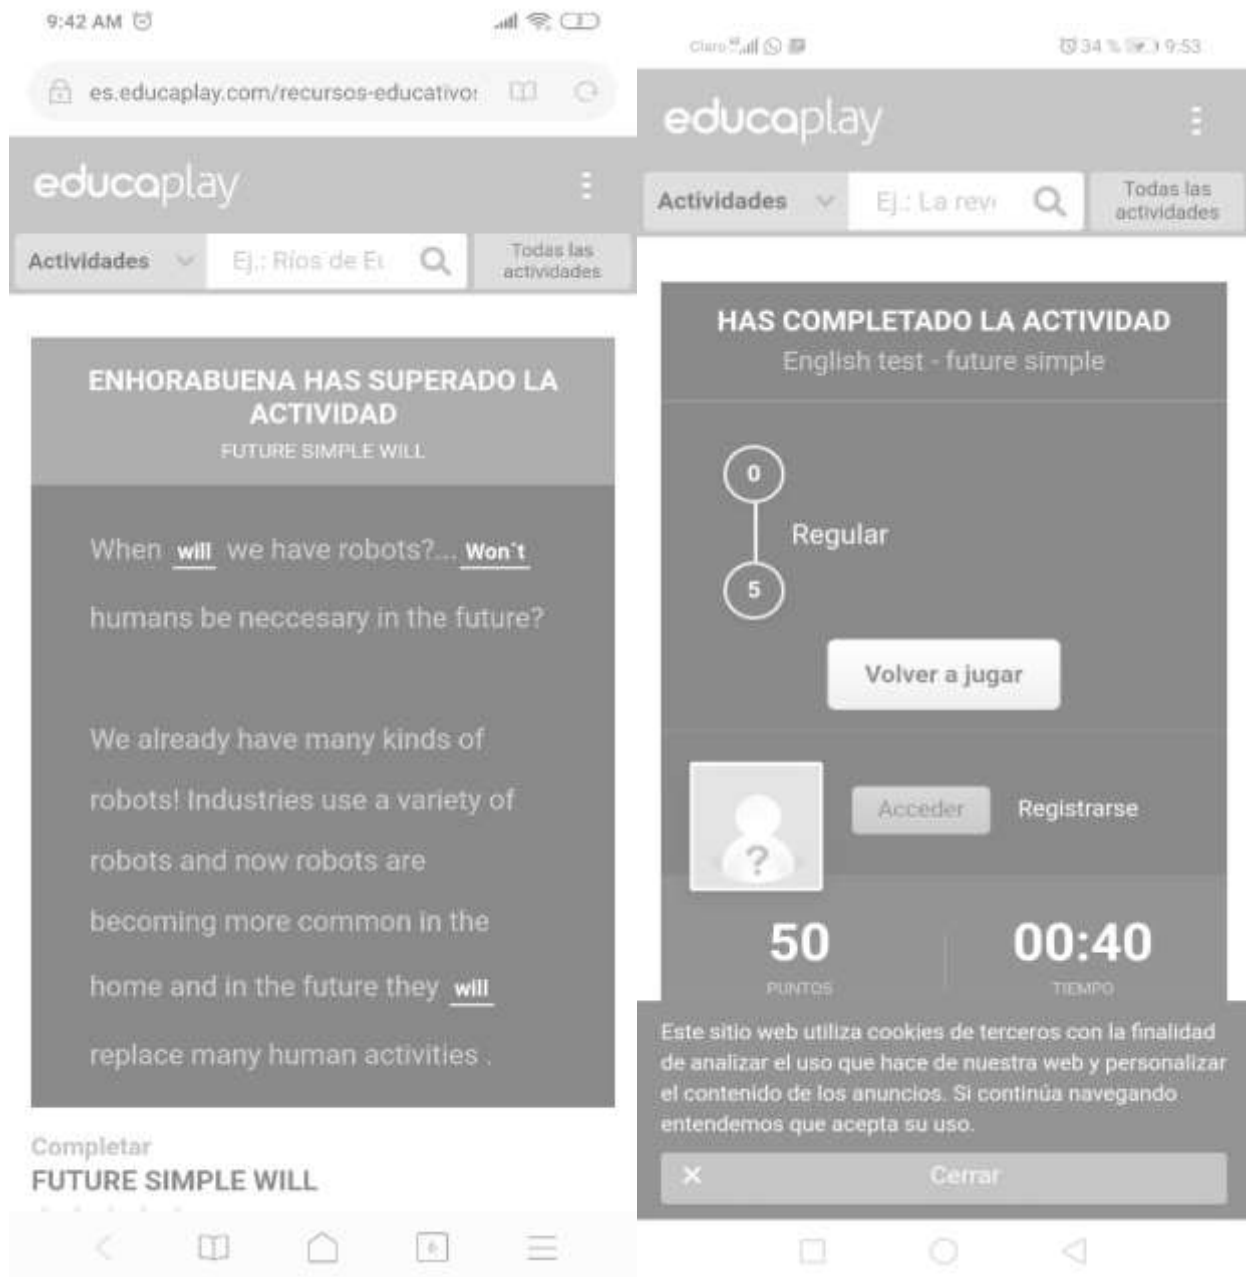 9:42 AM
es.educaplay.com/recursos-educativos
educaplay
Actividades
Ej.: Ríos de Eu
Todas las
actividades
ENHORABUENA HAS SUPERADO LA
ACTIVIDAD
FUTURE SIMPLE WILL
When will we have robots?... Won´t
humans be neccesary in the future?
We already have many kinds of
robots! Industries use a variety of
robots and now robots are
becoming more common in the
home and in the future they will
replace many human activities .
Completar
FUTURE SIMPLE WILL
Claro
34 % 9:53
educaplay
Actividades
Ej.: La revo
Todas las
actividades
HAS COMPLETADO LA ACTIVIDAD
English test - future simple
0
Regular
5
Volver a jugar
?
Acceder
Registrarse
50
PUNTOS
00:40
TIEMPO
Este sitio web utiliza cookies de terceros con la finalidad
de analizar el uso que hace de nuestra web y personalizar
el contenido de los anuncios. Si continúa navegando
entendemos que acepta su uso.
Cerrar